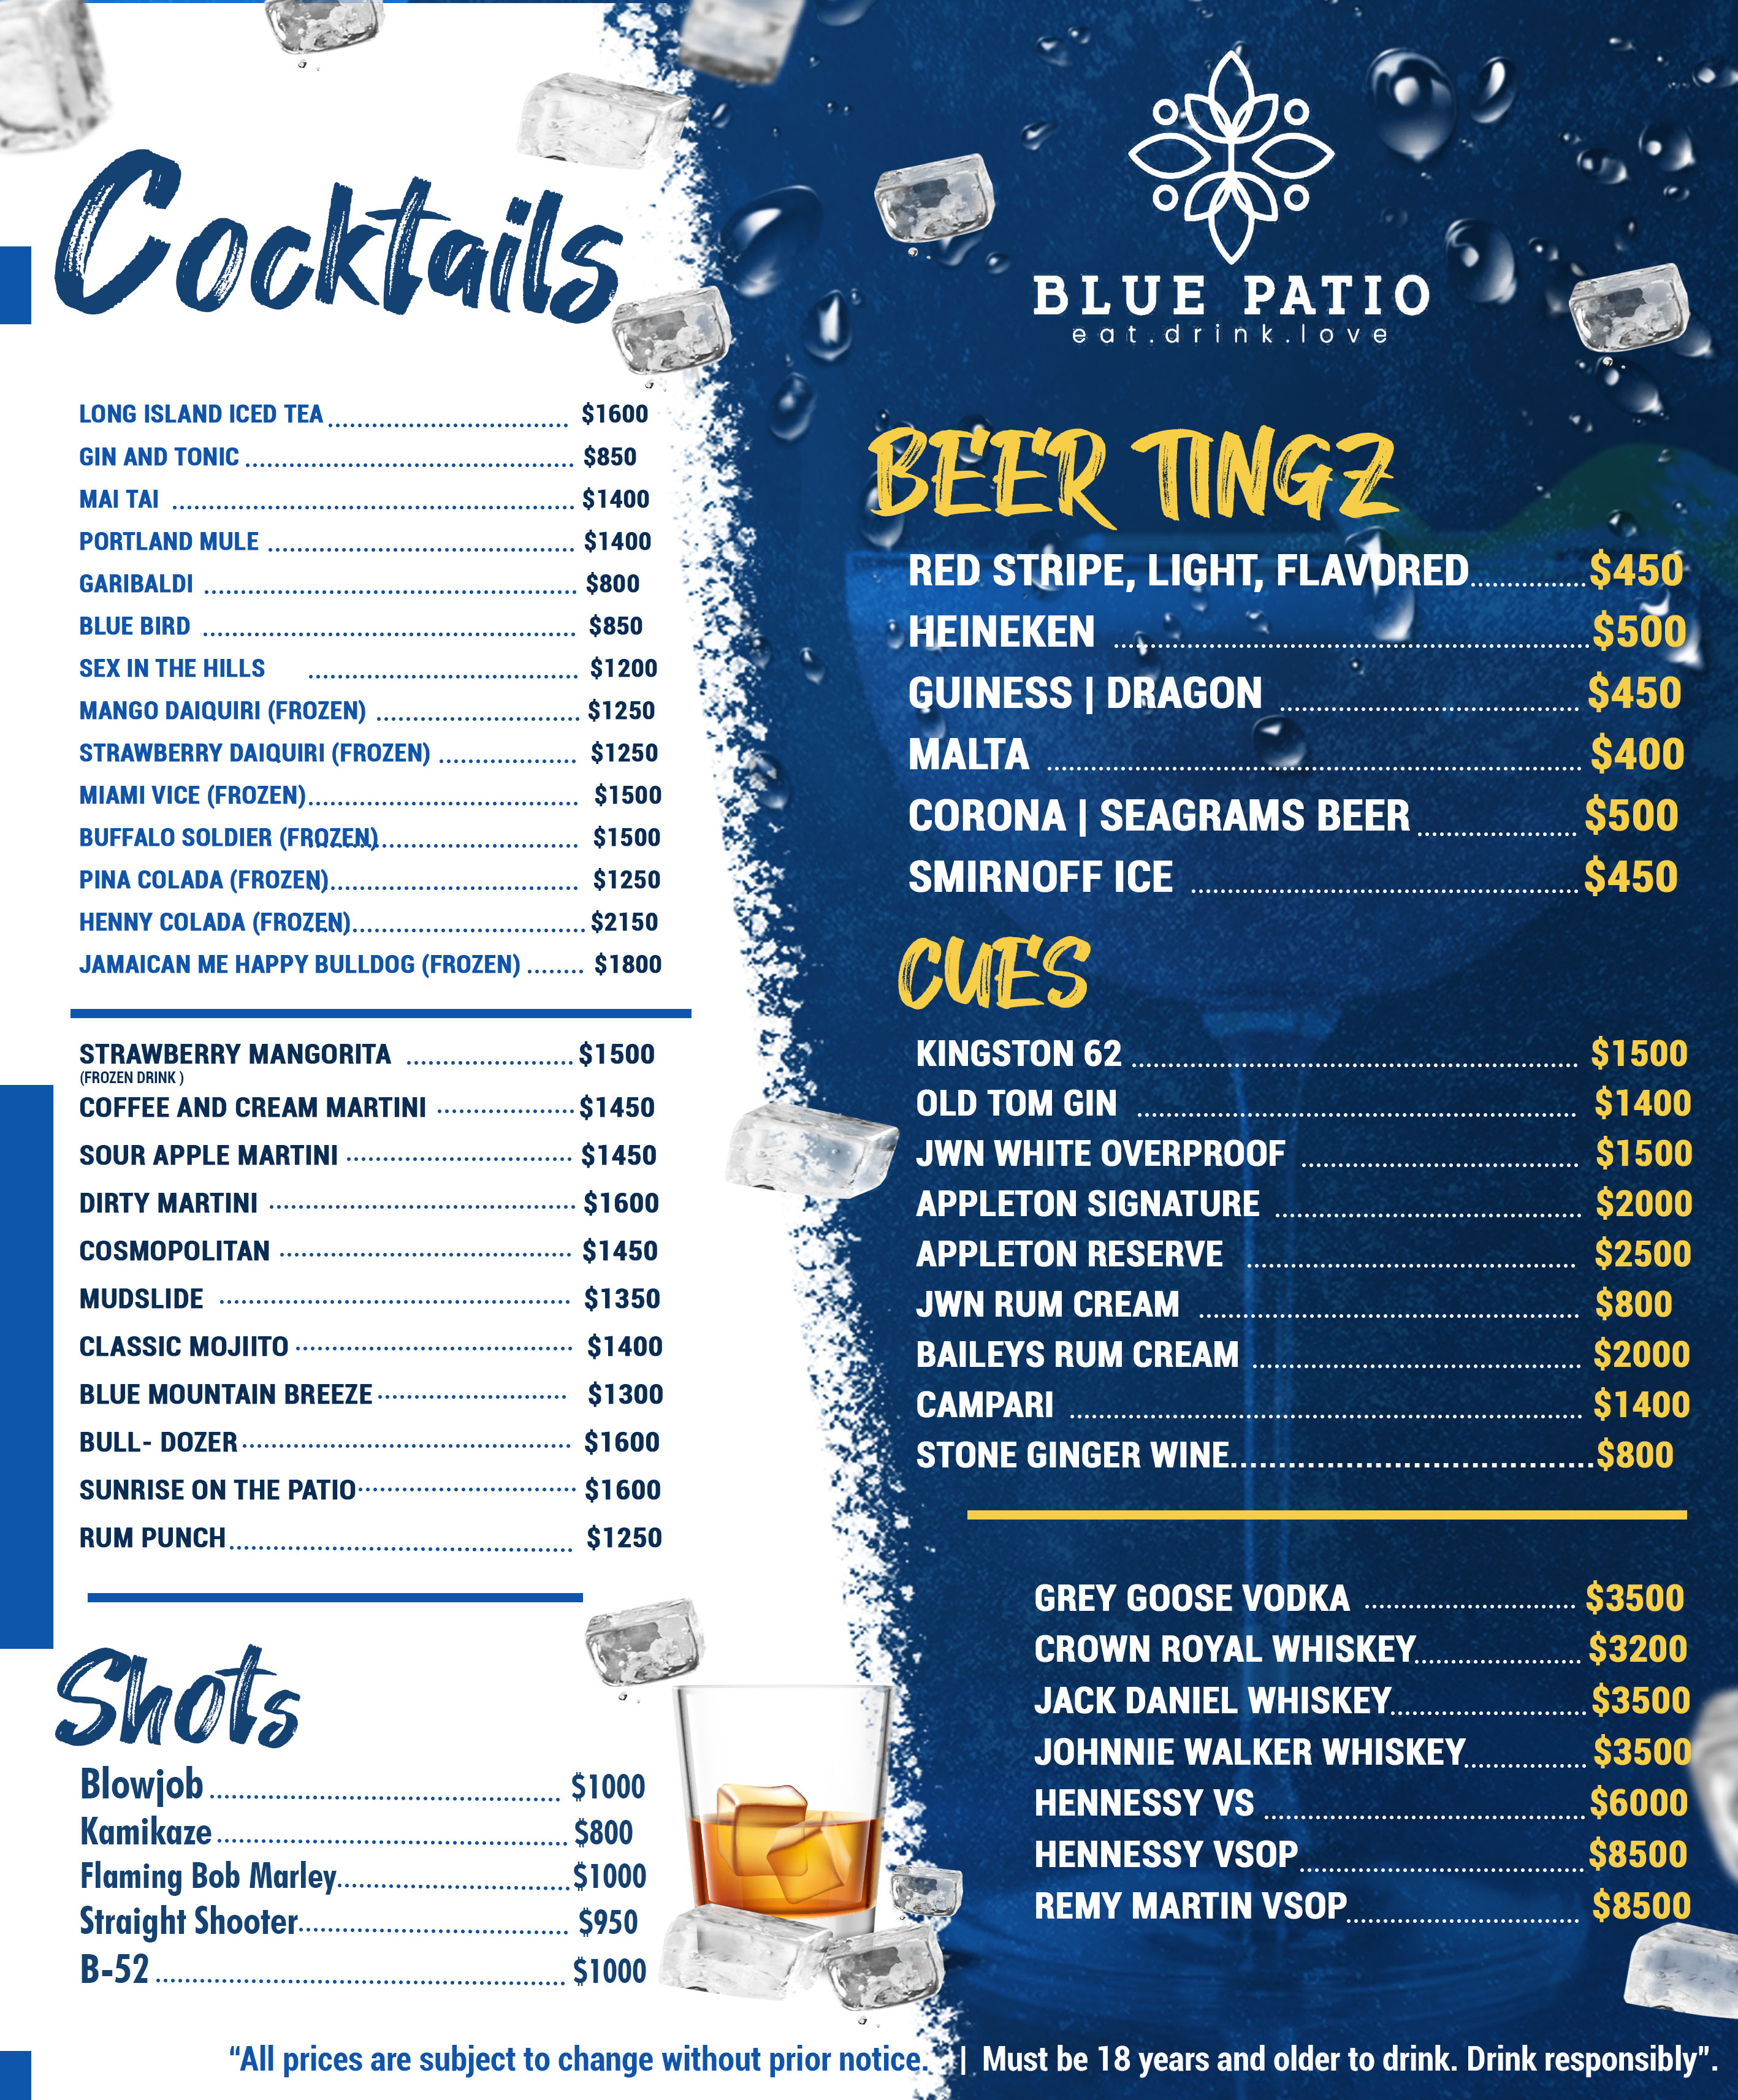 Cocktails
LONG ISLAND ICED TEA $1600
GIN AND TONIC $850
MAI TAI $1400
PORTLAND MULE $1400
GARIBALDI $800
BLUE BIRD $850
SEX IN THE HILLS $1200
MANGO DAIQUIRI (FROZEN) $1250
STRAWBERRY DAIQUIRI (FROZEN) $1250
MIAMI VICE (FROZEN) $1500
BUFFALO SOLDIER (FROZEN) $1500
PINA COLADA (FROZEN) $1250
HENNY COLADA (FROZEN) $2150
JAMAICAN ME HAPPY BULLDOG (FROZEN) $1800
STRAWBERRY MANGORITA $1500
(FROZEN DRINK )
COFFEE AND CREAM MARTINI $1450
SOUR APPLE MARTINI $1450
DIRTY MARTINI $1600
COSMOPOLITAN $1450
MUDSLIDE $1350
CLASSIC MOJIITO $1400
BLUE MOUNTAIN BREEZE $1300
BULL- DOZER $1600
SUNRISE ON THE PATIO $1600
RUM PUNCH $1250
Shots
Blowjob $1000
Kamikaze $800
Flaming Bob Marley $1000
Straight Shooter $950
B-52 $1000
BLUE PATIO
eat.drink.love
BEER TINGZ
RED STRIPE, LIGHT, FLAVORED $450
HEINEKEN $500
GUINESS | DRAGON $450
MALTA $400
CORONA | SEAGRAMS BEER $500
SMIRNOFF ICE $450
CUES
KINGSTON 62 $1500
OLD TOM GIN $1400
JWN WHITE OVERPROOF $1500
APPLETON SIGNATURE $2000
APPLETON RESERVE $2500
JWN RUM CREAM $800
BAILEYS RUM CREAM $2000
CAMPARI $1400
STONE GINGER WINE $800
GREY GOOSE VODKA $3500
CROWN ROYAL WHISKEY $3200
JACK DANIEL WHISKEY $3500
JOHNNIE WALKER WHISKEY $3500
HENNESSY VS $6000
HENNESSY VSOP $8500
REMY MARTIN VSOP $8500
“All prices are subject to change without prior notice. | Must be 18 years and older to drink. Drink responsibly”.